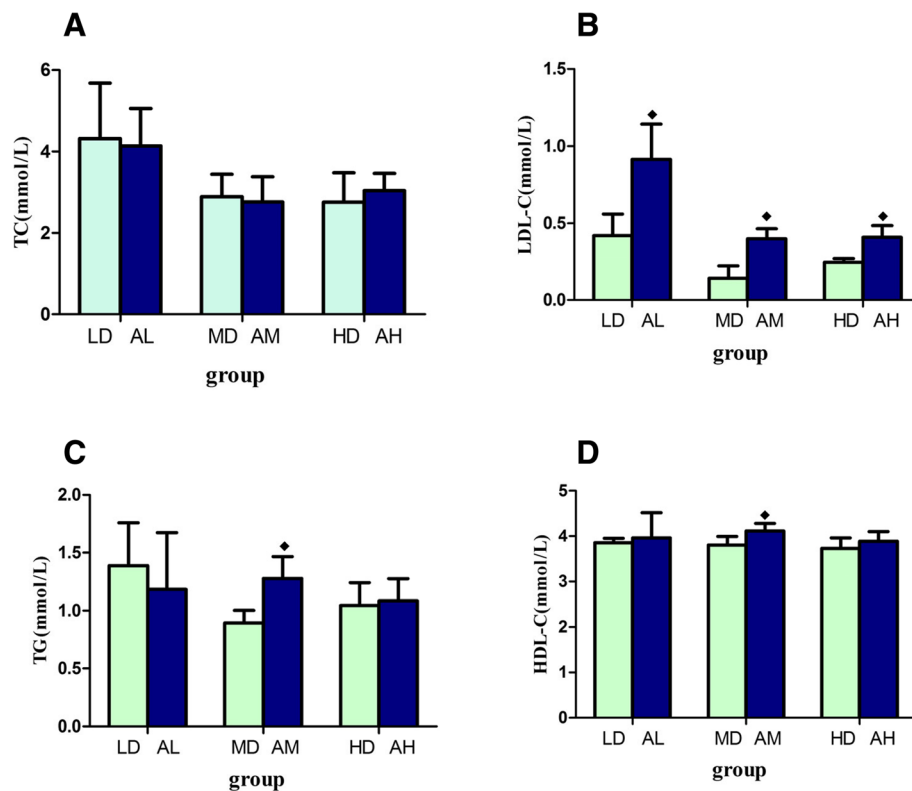 A
TC(mmol/L)
6
4
2
0
LD AL MD AM HD AH
group
B
LDL-C(mmol/L)
1.5
1.0
0.5
0.0
LD AL MD AM HD AH
group
C
TG(mmol/L)
2.0
1.5
1.0
0.5
0.0
LD AL MD AM HD AH
group
D
HDL-C(mmol/L)
5
4
3
2
1
0
LD AL MD AM HD AH
group